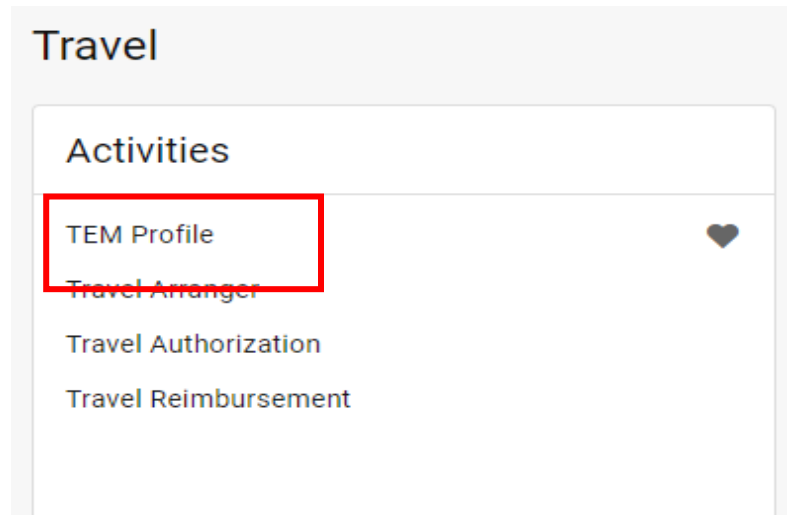 Travel
Activities
TEM Profile
Travel Arranger
Travel Authorization
Travel Reimbursement